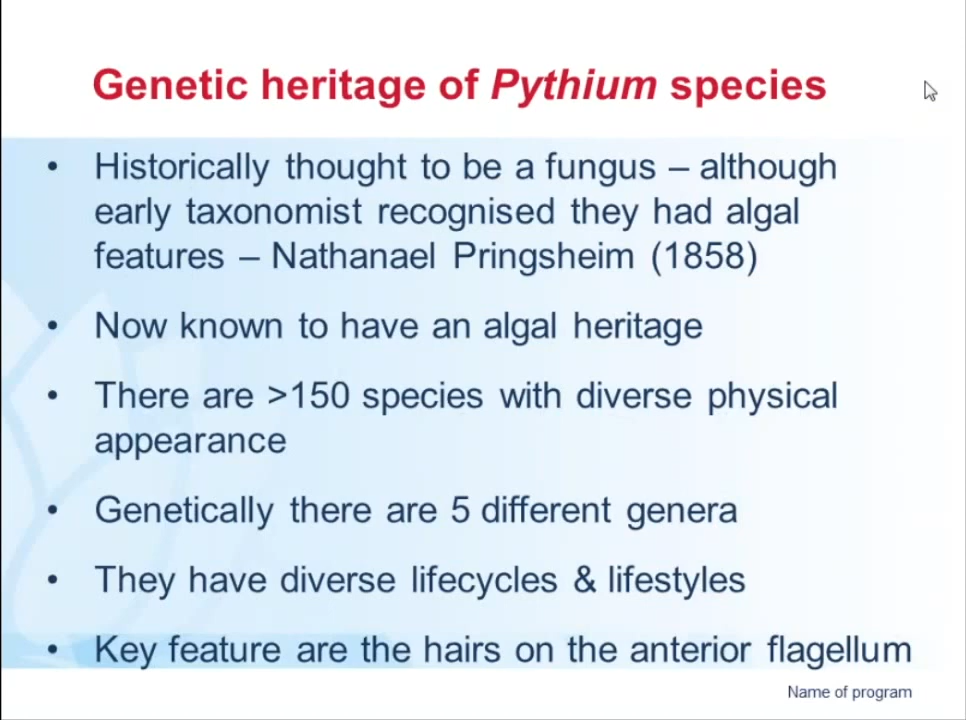 Genetic heritage of Pythium species
• Historically thought to be a fungus – although
early taxonomist recognised they had algal
features – Nathanael Pringsheim (1858)
• Now known to have an algal heritage
• There are >150 species with diverse physical
appearance
• Genetically there are 5 different genera
• They have diverse lifecycles & lifestyles
• Key feature are the hairs on the anterior flagellum
Name of program